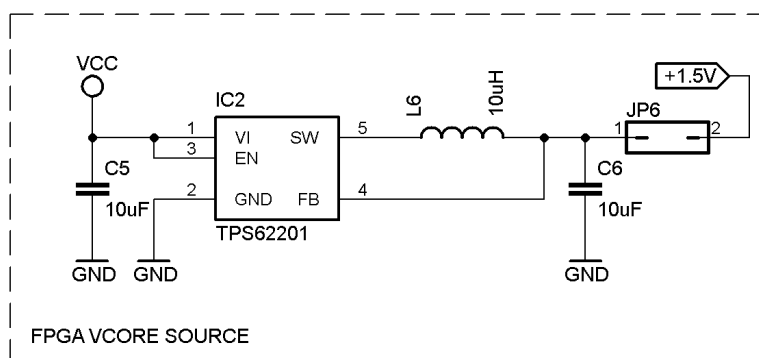 VCC
+1.5V
IC2
L6
10uH
JP6
1 VI SW 5
1 2
3 EN
C5
10uF
2 GND FB 4
C6
10uF
TPS62201
GND GND GND
FPGA VCORE SOURCE